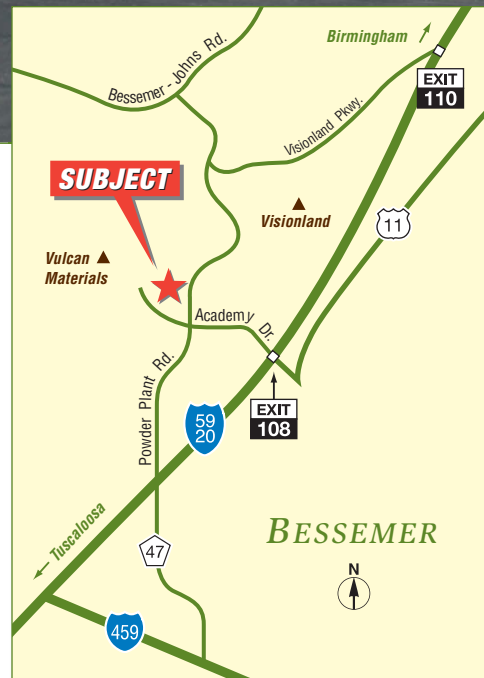 Birmingham
Bessemer - Johns Rd.
EXIT
110
Visionland Pkwy.
SUBJECT
Visionland
11
Vulcan
Materials
Academy Dr.
Powder Plant Rd.
EXIT
108
59
20
Tuscaloosa
BESSEMER
47
N
459